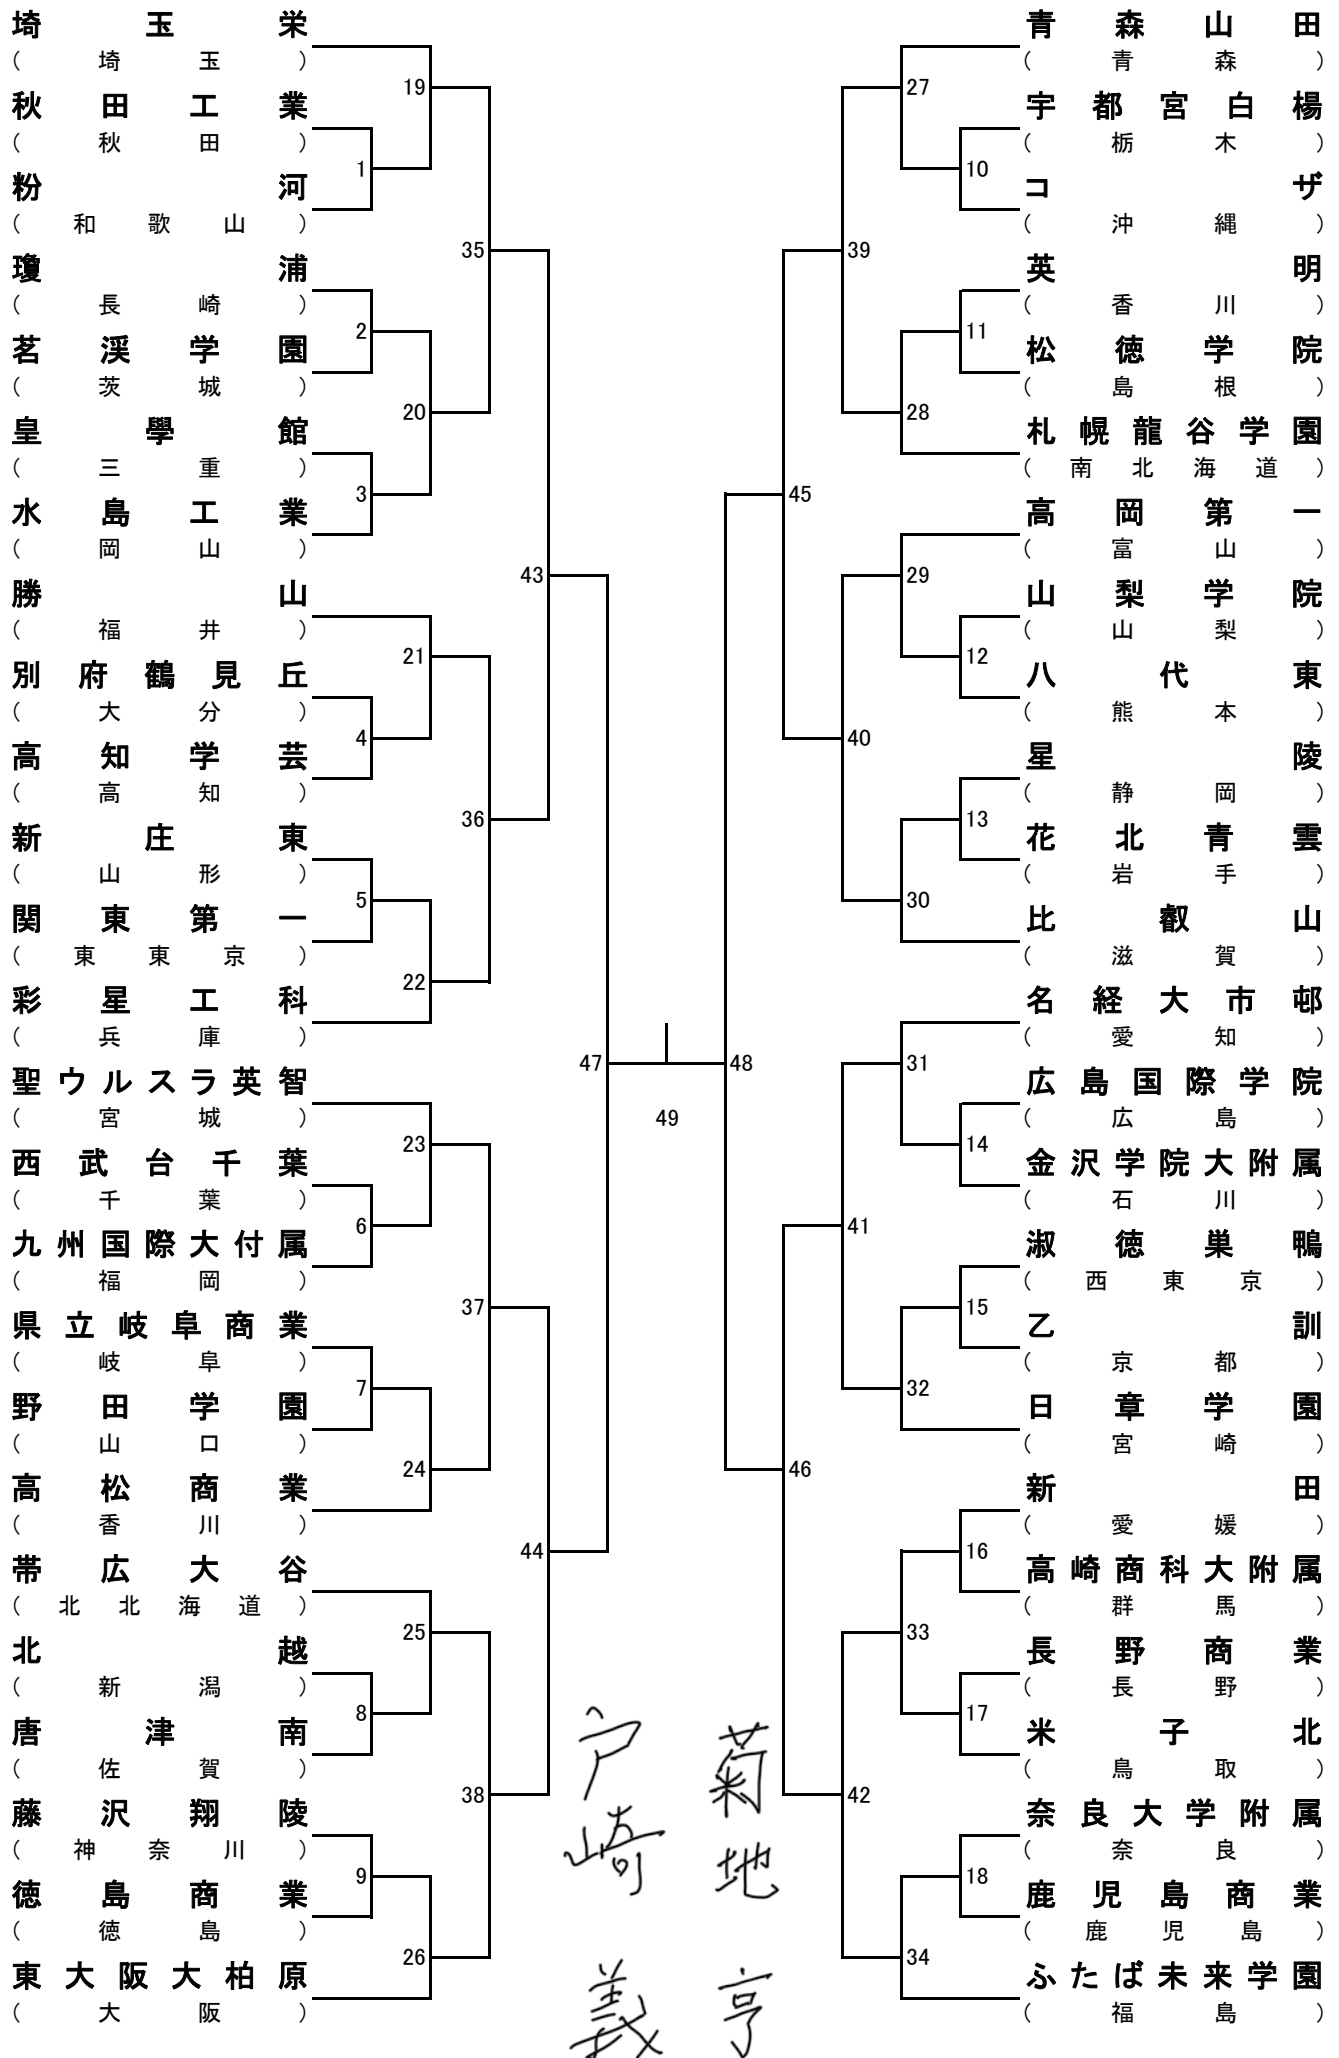 埼玉栄
(埼玉)
秋田工業
(秋田)
粉河
(和歌山)
瓊浦
(長崎)
茗溪学園
(茨城)
皇學館
(三重)
水島工業
(岡山)
勝山
(福井)
別府鶴見丘
(大分)
高知学芸
(高知)
新庄東
(山形)
関東第一
(東東京)
彩星工科
(兵庫)
聖ウルスラ英智
(宮城)
西武台千葉
(千葉)
九州国際大付属
(福岡)
県立岐阜商業
(岐阜)
野田学園
(山口)
高松商業
(香川)
帯広大谷
(北北海道)
北越
(新潟)
唐津南
(佐賀)
藤沢翔陵
(神奈川)
徳島商業
(徳島)
東大阪大柏原
(大阪)
1
2
3
4
5
6
7
8
9
19
20
21
22
23
24
25
26
35
36
37
38
43
44
47
49
48
45
46
39
40
41
42
27
28
29
30
31
32
33
34
10
11
12
13
14
15
16
17
18
青森山田
(青森)
宇都宮白楊
(栃木)
コザ
(沖縄)
英明
(香川)
松徳学院
(島根)
札幌龍谷学園
(南北海道)
高岡第一
(富山)
山梨学院
(山梨)
八代東
(熊本)
星陵
(静岡)
花北青雲
(岩手)
比叡山
(滋賀)
名経大市邨
(愛知)
広島国際学院
(広島)
金沢学院大附属
(石川)
淑徳巣鴨
(西東京)
乙訓
(京都)
日章学園
(宮崎)
新田
(愛媛)
高崎商科大附属
(群馬)
長野商業
(長野)
米子北
(鳥取)
奈良大学附属
(奈良)
鹿児島商業
(鹿児島)
ふたば未来学園
(福島)
菊地亨
戸崎義